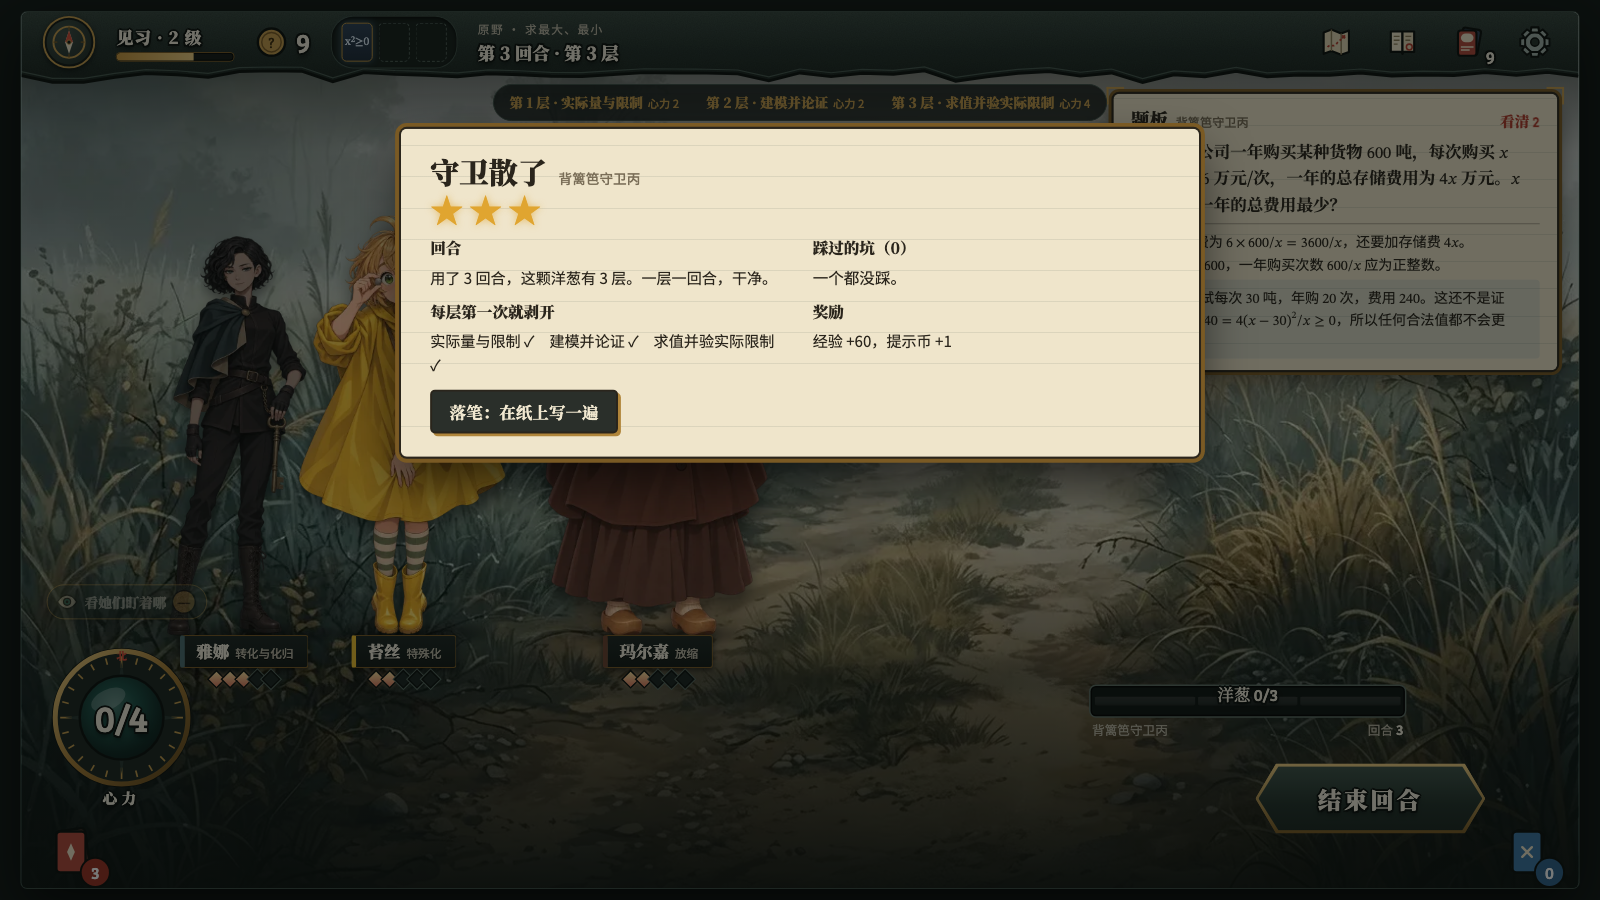 见习 · 2 级
9
x²≥0
原野 · 求最大、最小
第 3 回合 · 第 3 层
9
第 1 层 · 实际量与限制 心力 2
第 2 层 · 建模并论证 心力 2
第 3 层 · 求值并验实际限制 心力 4
题板 背篱笆守卫丙
看清 2
公司一年购买某种货物 600 吨，每次购买 x
万元/次，一年的总存储费用为 4x 万元。x
一年的总费用最少？
为 6 × 600/x = 3600/x，还要加存储费 4x。
600，一年购买次数 600/x 应为正整数。
试每次 30 吨，年购 20 次，费用 240。这还不是证
40 = 4(x − 30)²/x ≥ 0，所以任何合法值都不会更
守卫散了 背篱笆守卫丙
回合
用了 3 回合，这颗洋葱有 3 层。一层一回合，干净。
踩过的坑（0）
一个都没踩。
每层第一次就剥开
实际量与限制 ✓ 建模并论证 ✓ 求值并验实际限制
✓
奖励
经验 +60，提示币 +1
落笔：在纸上写一遍
看她们盯着哪
雅娜 转化与化归
苔丝 特殊化
玛尔嘉 放缩
0/4
心力
3
洋葱 0/3
背篱笆守卫丙
回合 3
结束回合
0